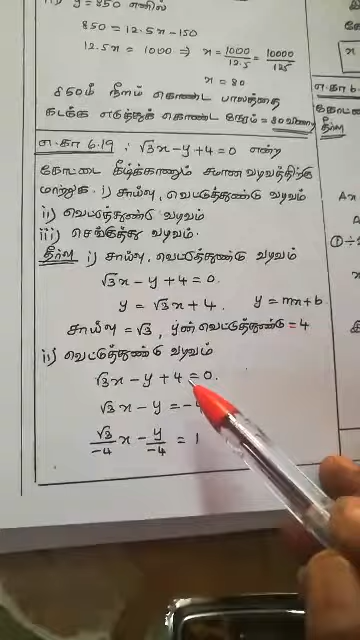 ii) y = 850 எனில்
850 = 12.5x - 150
12.5x = 1000 ⇒ x = 1000/12.5 = 10000/125
x = 80
850மீ நீளம் கொண்ட பாலத்தை
கடக்க எடுத்துக் கொண்ட நேரம் = 80 வினாடி
எ.கா 6.19 : √3x - y + 4 = 0 என்ற
கோட்டை கீழ்க்காணும் சமான வடிவத்திற்கு
மாற்றுக. i) சாய்வு, வெட்டுத்துண்டு வடிவம்
ii) வெட்டுத்துண்டு வடிவம்
iii) செங்குத்து வடிவம்.
தீர்வு i) சாய்வு, வெட்டுத்துண்டு வடிவம்
√3x - y + 4 = 0.
y = √3x + 4. y = mx + b
சாய்வு = √3, yன் வெட்டுத்துண்டு = 4
ii) வெட்டுத்துண்டு வடிவம்
√3x - y + 4 = 0.
√3x - y = -4
√3/-4 x - y/-4 = 1
எ.கா 6.
தீர்வு